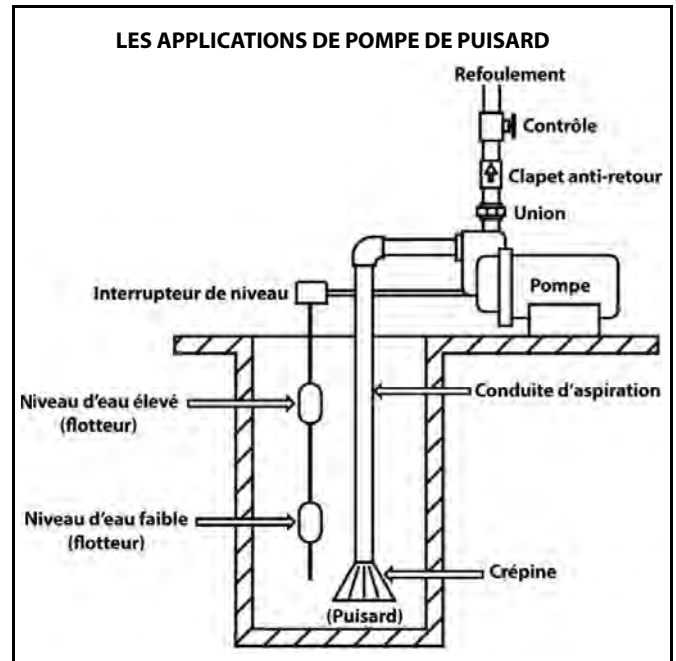 LES APPLICATIONS DE POMPE DE PUISARD
Refoulement
Contrôle
Clapet anti-retour
Union
Pompe
Interrupteur de niveau
Niveau d'eau élevé
(flotteur)
Conduite d'aspiration
Niveau d'eau faible
(flotteur)
Crépine
(Puisard)